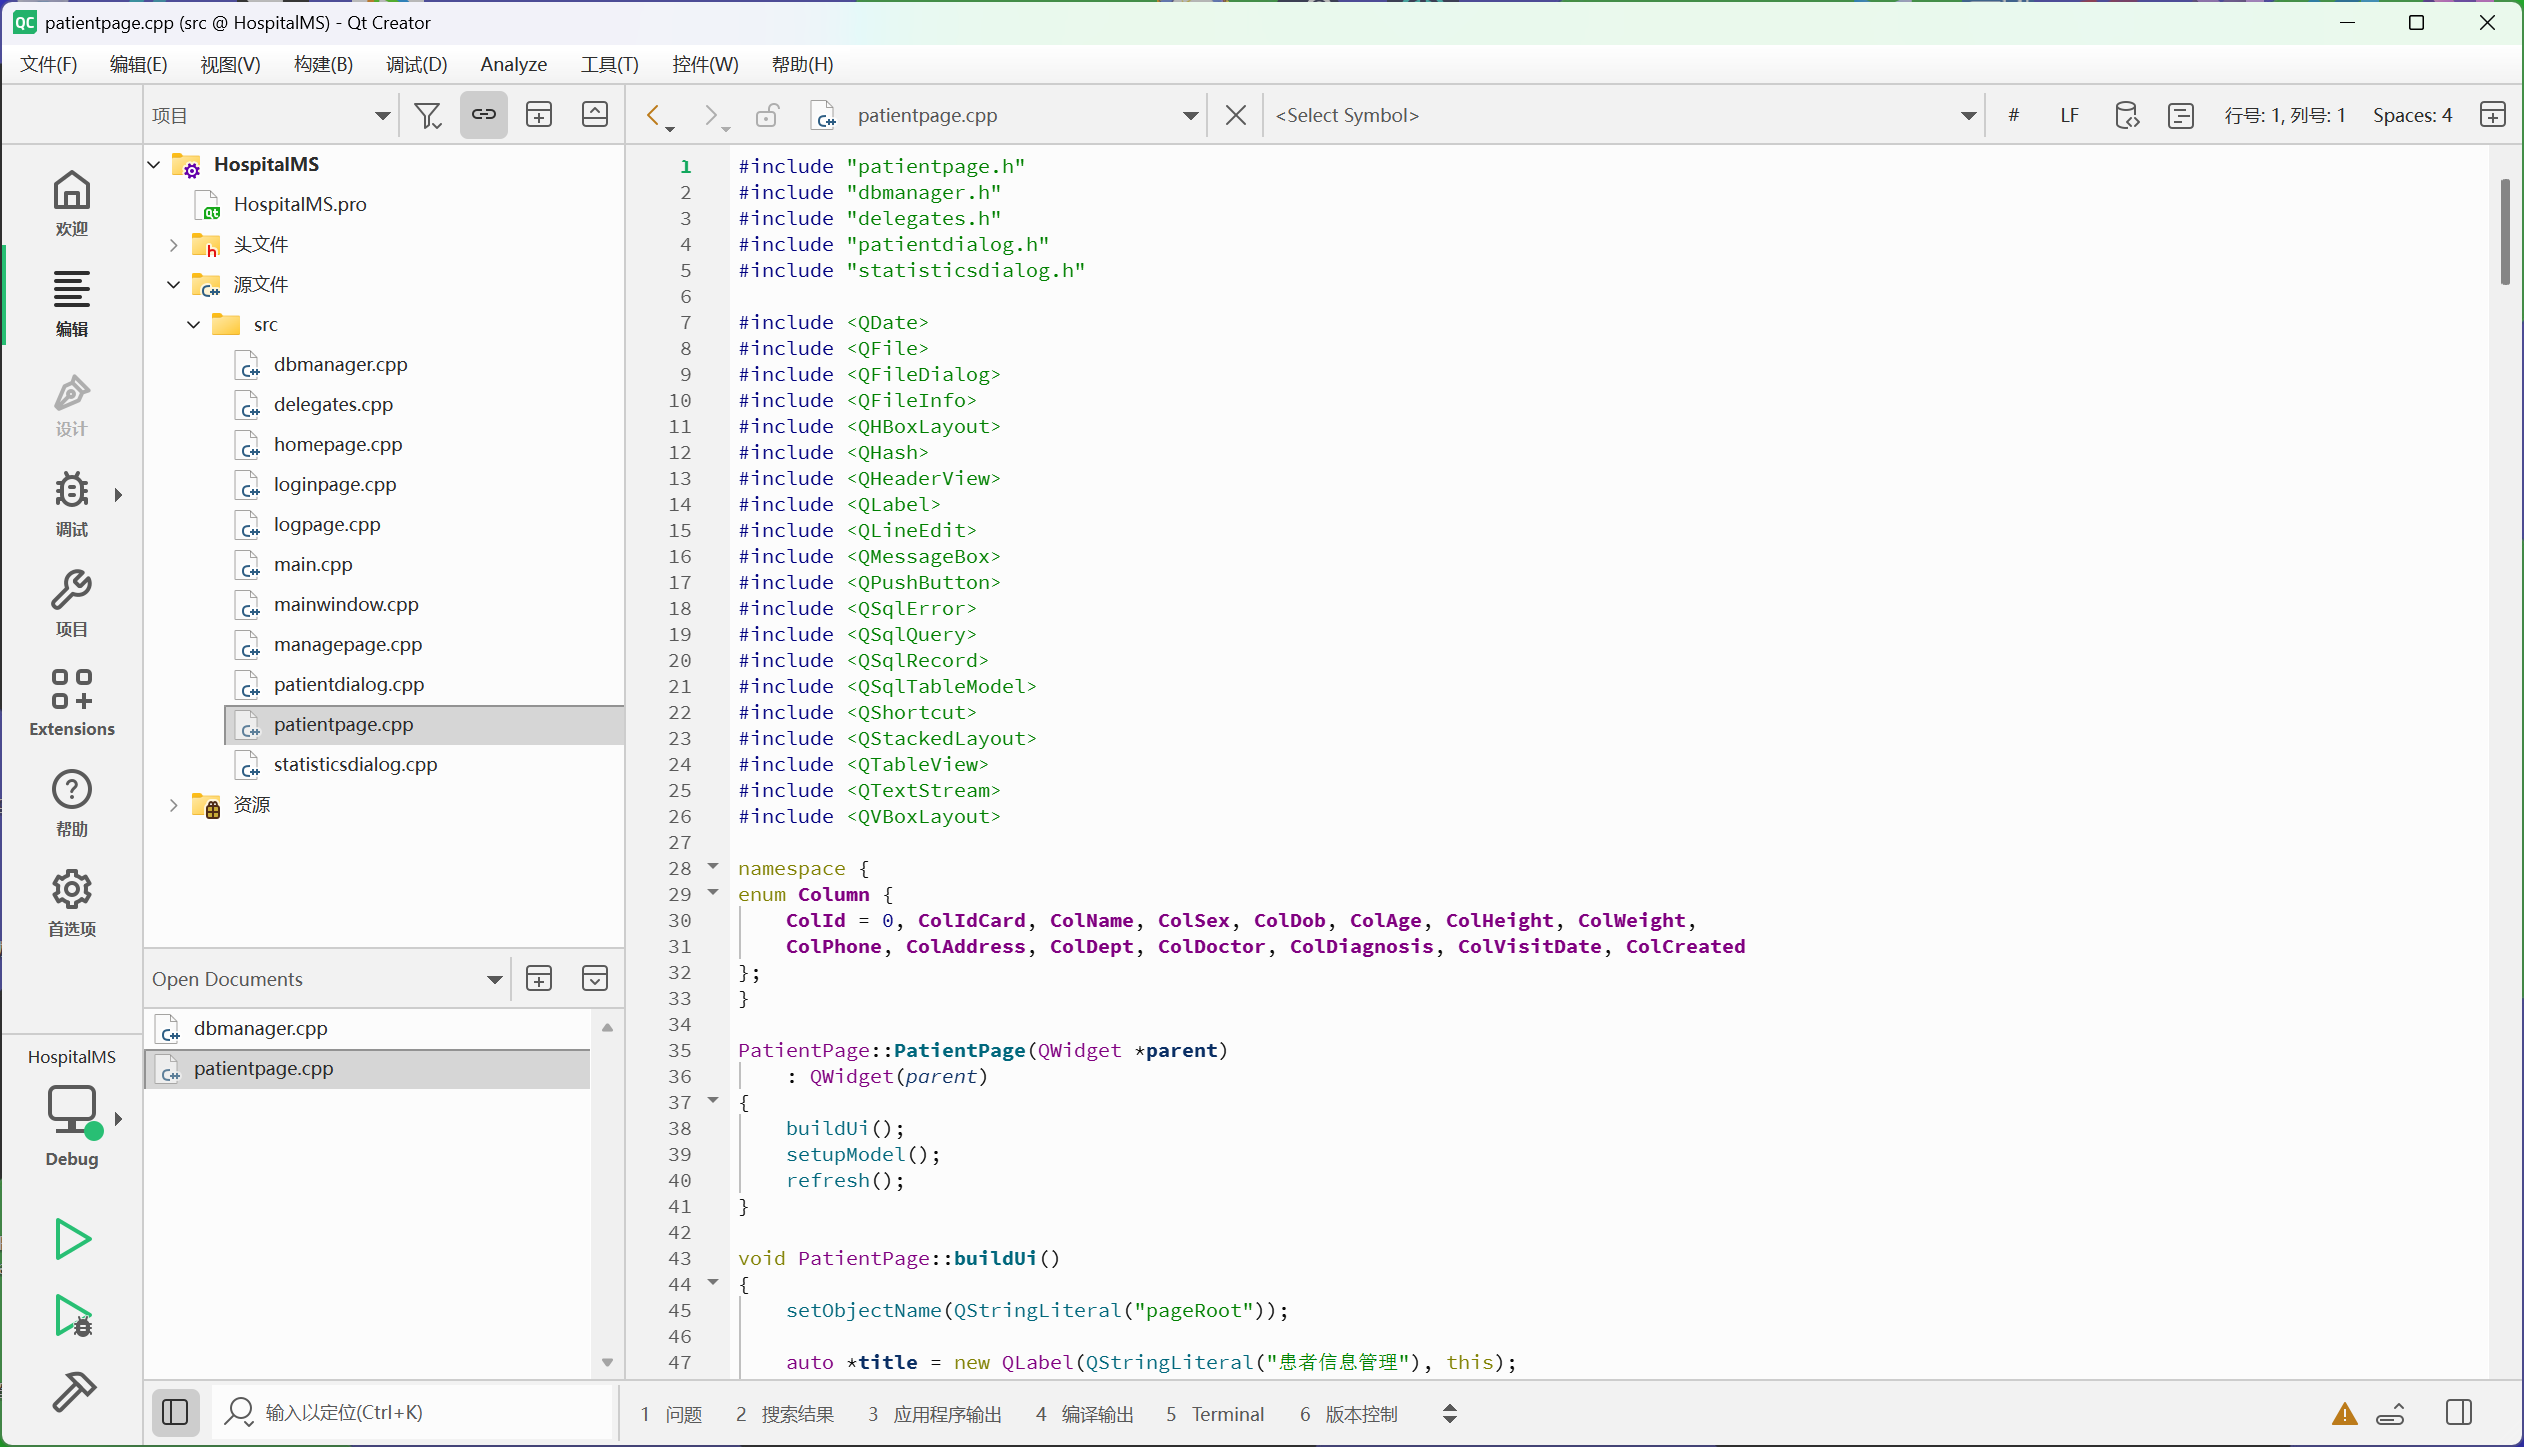 patientpage.cpp (src @ HospitalMS) - Qt Creator
文件(F) 编辑(E) 视图(V) 构建(B) 调试(D) Analyze 工具(T) 控件(W) 帮助(H)
项目
patientpage.cpp
<Select Symbol>
# LF 行号: 1, 列号: 1 Spaces: 4
欢迎
编辑
设计
调试
项目
Extensions
帮助
首选项
HospitalMS
Debug
HospitalMS
HospitalMS.pro
头文件
源文件
src
dbmanager.cpp
delegates.cpp
homepage.cpp
loginpage.cpp
logpage.cpp
main.cpp
mainwindow.cpp
managepage.cpp
patientdialog.cpp
patientpage.cpp
statisticsdialog.cpp
资源
Open Documents
dbmanager.cpp
patientpage.cpp
1 #include "patientpage.h"
2 #include "dbmanager.h"
3 #include "delegates.h"
4 #include "patientdialog.h"
5 #include "statisticsdialog.h"
6
7 #include <QDate>
8 #include <QFile>
9 #include <QFileDialog>
10 #include <QFileInfo>
11 #include <QHBoxLayout>
12 #include <QHash>
13 #include <QHeaderView>
14 #include <QLabel>
15 #include <QLineEdit>
16 #include <QMessageBox>
17 #include <QPushButton>
18 #include <QSqlError>
19 #include <QSqlQuery>
20 #include <QSqlRecord>
21 #include <QSqlTableModel>
22 #include <QShortcut>
23 #include <QStackedLayout>
24 #include <QTableView>
25 #include <QTextStream>
26 #include <QVBoxLayout>
27
28 namespace {
29 enum Column {
30     ColId = 0, ColIdCard, ColName, ColSex, ColDob, ColAge, ColHeight, ColWeight,
31     ColPhone, ColAddress, ColDept, ColDoctor, ColDiagnosis, ColVisitDate, ColCreated
32 };
33 }
34
35 PatientPage::PatientPage(QWidget *parent)
36     : QWidget(parent)
37 {
38     buildUi();
39     setupModel();
40     refresh();
41 }
42
43 void PatientPage::buildUi()
44 {
45     setObjectName(QStringLiteral("pageRoot"));
46
47     auto *title = new QLabel(QStringLiteral("患者信息管理"), this);
输入以定位(Ctrl+K)
1 问题 2 搜索结果 3 应用程序输出 4 编译输出 5 Terminal 6 版本控制